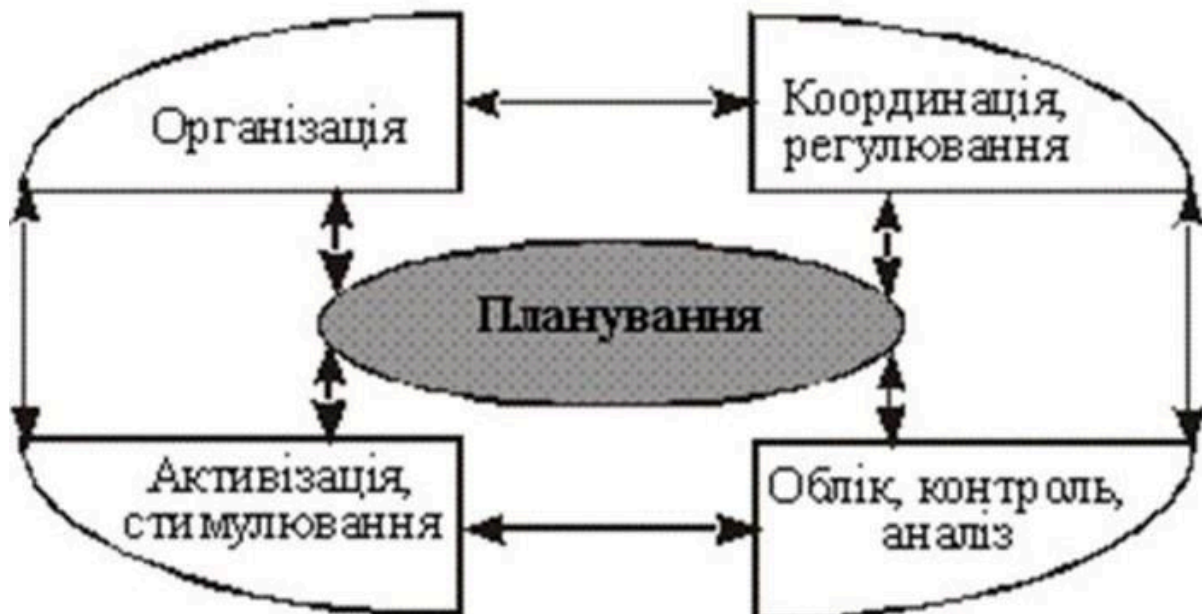 Організація
Координація,
регулювання
Планування
Активізація,
стимулювання
Облік, контроль,
аналіз